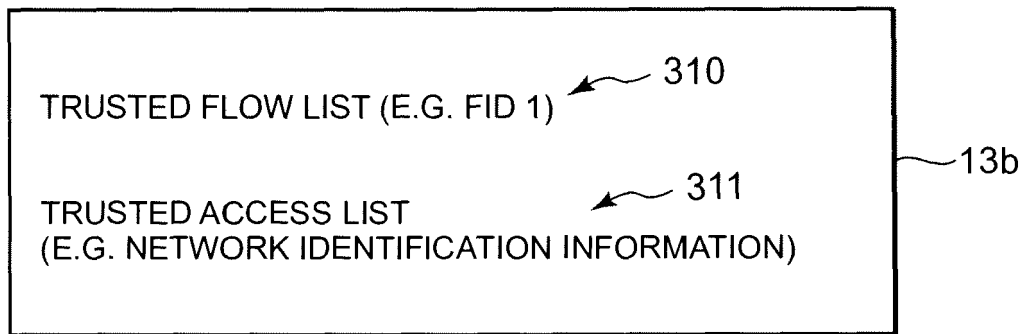 310
TRUSTED FLOW LIST (E.G. FID 1)
13b
311
TRUSTED ACCESS LIST
(E.G. NETWORK IDENTIFICATION INFORMATION)